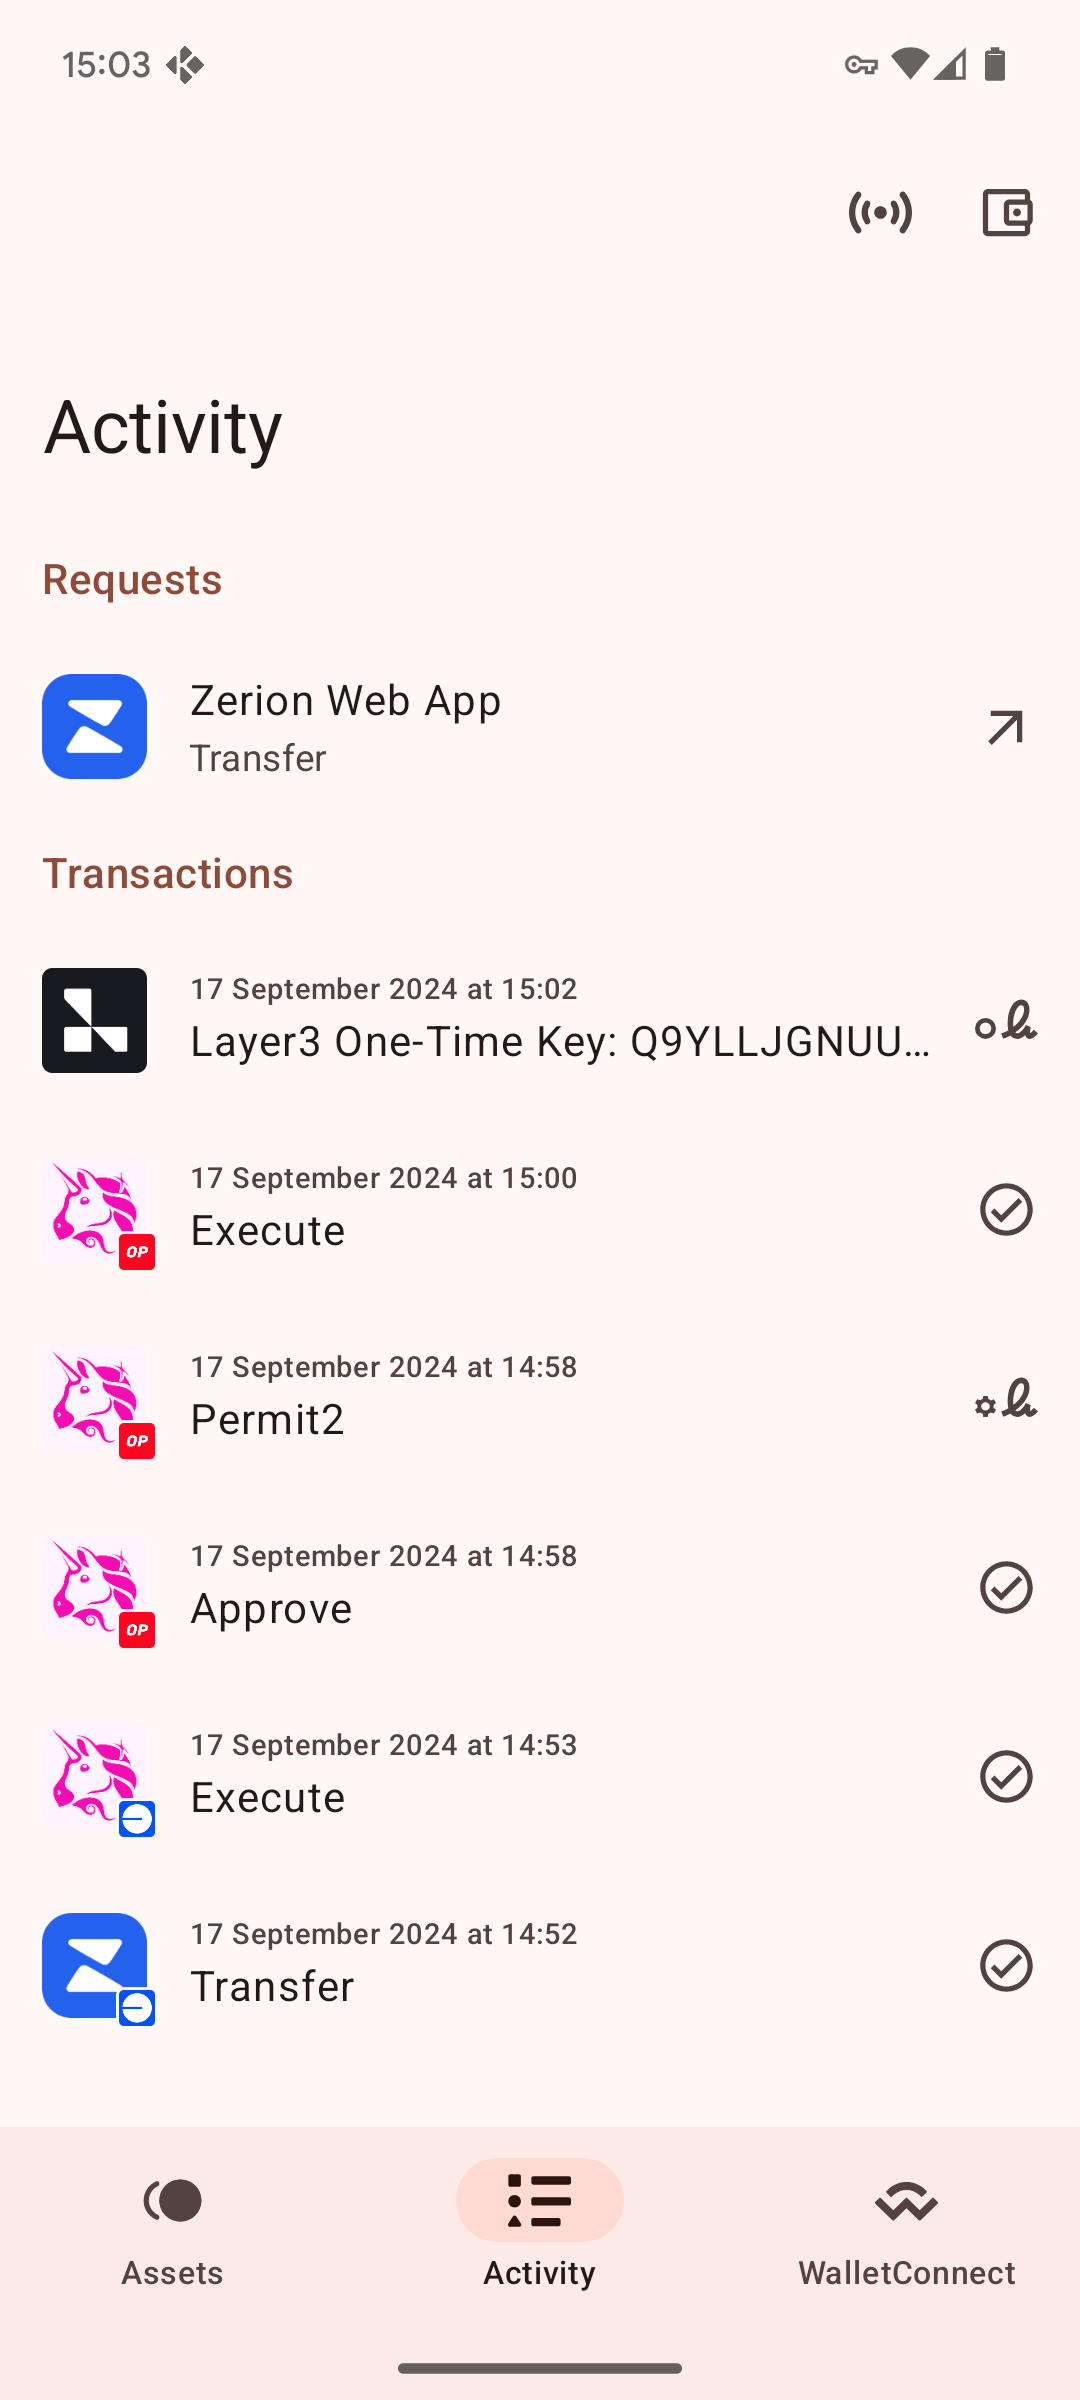 15:03
Activity
Requests
Zerion Web App
Transfer
Transactions
17 September 2024 at 15:02
Layer3 One-Time Key: Q9YLLJGNUU...
17 September 2024 at 15:00
Execute
OP
17 September 2024 at 14:58
Permit2
OP
17 September 2024 at 14:58
Approve
OP
17 September 2024 at 14:53
Execute
17 September 2024 at 14:52
Transfer
Assets
Activity
WalletConnect